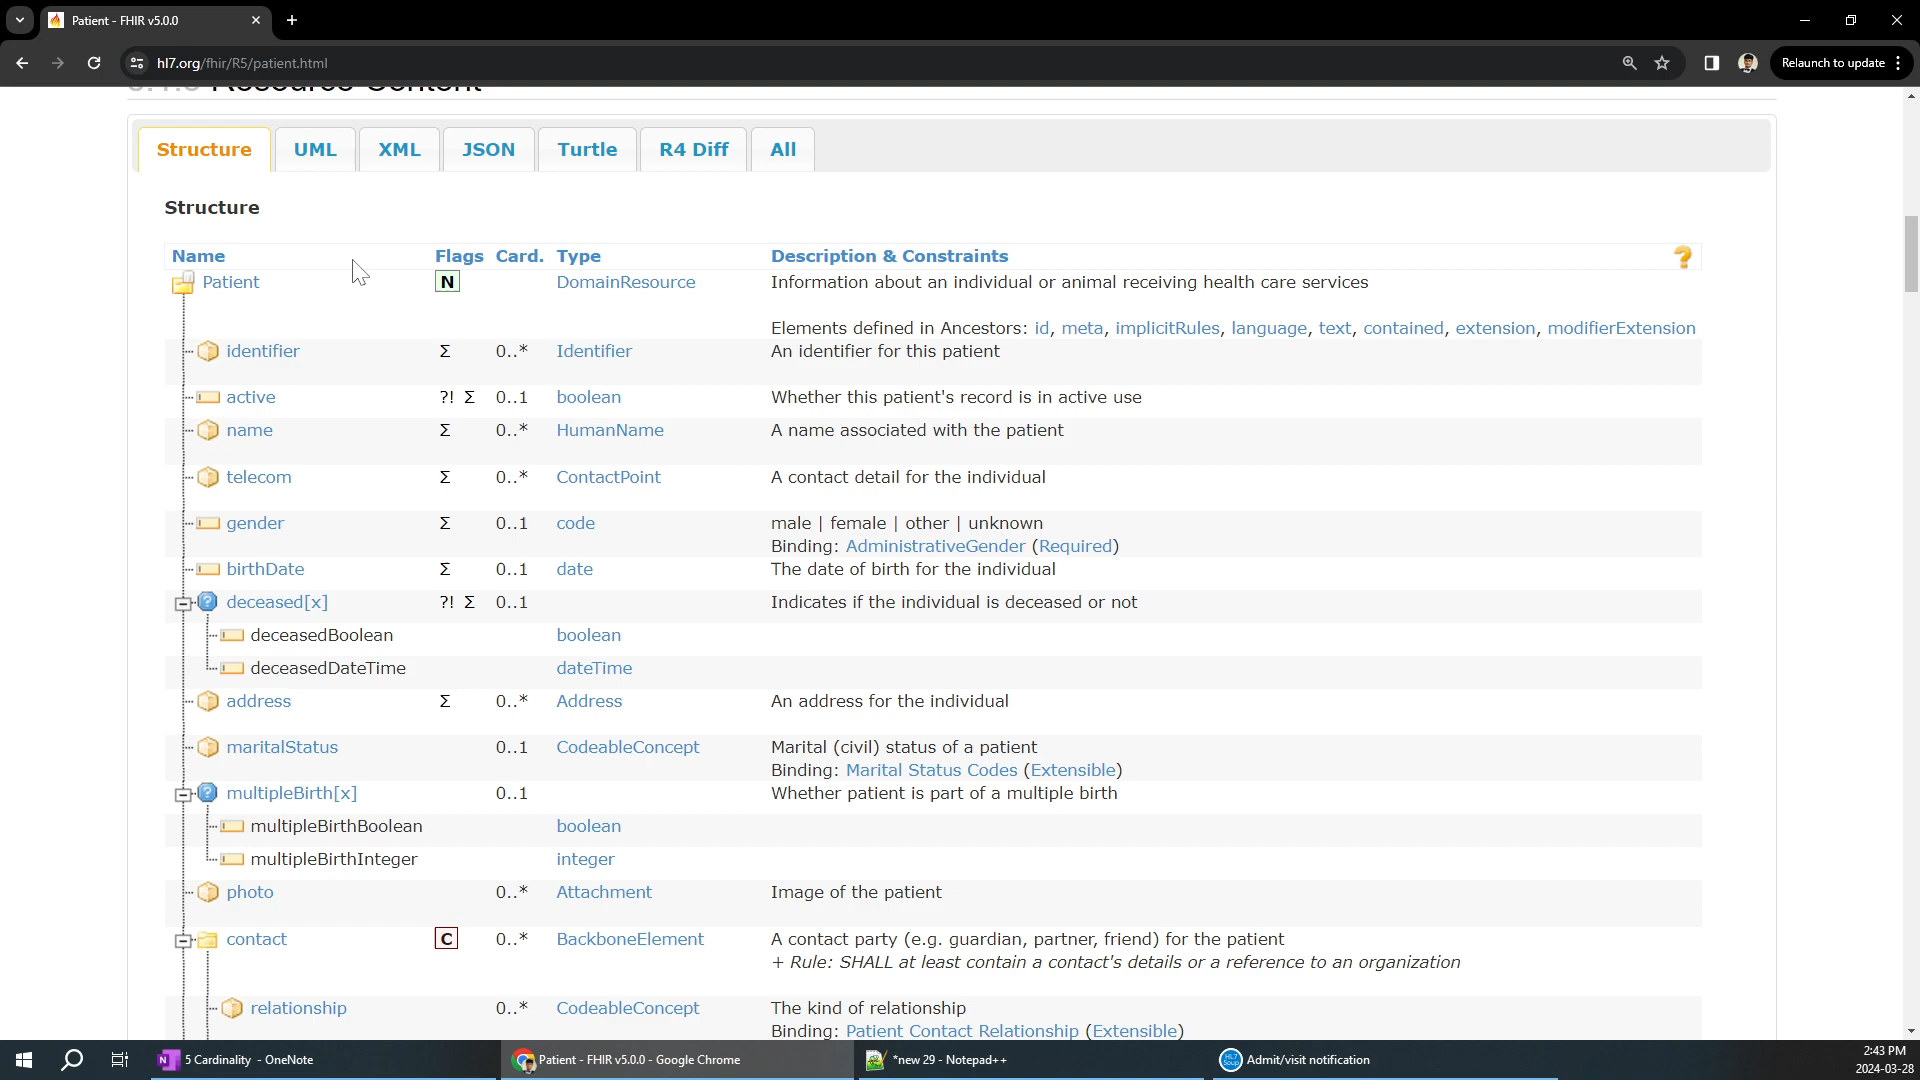 Patient - FHIR v5.0.0
hl7.org/fhir/R5/patient.html
Relaunch to update
Resource Content
Structure UML XML JSON Turtle R4 Diff All
Structure
Name Flags Card. Type Description & Constraints ?
Patient N DomainResource Information about an individual or animal receiving health care services
Elements defined in Ancestors: id, meta, implicitRules, language, text, contained, extension, modifierExtension
identifier Σ 0..* Identifier An identifier for this patient
active ?! Σ 0..1 boolean Whether this patient's record is in active use
name Σ 0..* HumanName A name associated with the patient
telecom Σ 0..* ContactPoint A contact detail for the individual
gender Σ 0..1 code male | female | other | unknown
Binding: AdministrativeGender (Required)
birthDate Σ 0..1 date The date of birth for the individual
deceased[x] ?! Σ 0..1 Indicates if the individual is deceased or not
deceasedBoolean boolean
deceasedDateTime dateTime
address Σ 0..* Address An address for the individual
maritalStatus 0..1 CodeableConcept Marital (civil) status of a patient
Binding: Marital Status Codes (Extensible)
multipleBirth[x] 0..1 Whether patient is part of a multiple birth
multipleBirthBoolean boolean
multipleBirthInteger integer
photo 0..* Attachment Image of the patient
contact C 0..* BackboneElement A contact party (e.g. guardian, partner, friend) for the patient
+ Rule: SHALL at least contain a contact's details or a reference to an organization
relationship 0..* CodeableConcept The kind of relationship
Binding: Patient Contact Relationship (Extensible)
5 Cardinality - OneNote
Patient - FHIR v5.0.0 - Google Chrome
*new 29 - Notepad++
Admit/visit notification
2:43 PM
2024-03-28